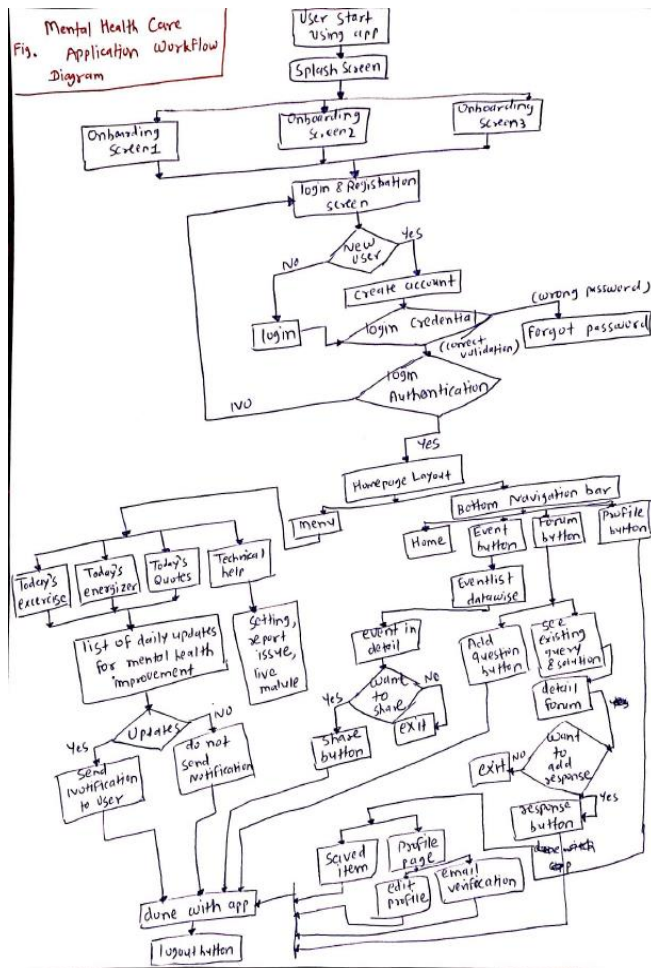 Mental Health Care
Fig. Application Workflow
Diagram
User start
using app
Splash Screen
Onboarding
Screen1
Onboarding
Screen2
Onboarding
Screen3
login & Registration
screen
New
user
Yes
No
Create account
(wrong password)
login
login Credential
forgot password
(correct
validation)
login
Authentication
NO
Yes
Homepage Layout
Menu
Bottom Navigation bar
Home
Event
button
Forum
button
Profile
button
Today's
excercise
Today's
energizer
Today's
Quotes
Technical
help
Eventlist
datawise
list of daily updates
for mental health
improvement
setting,
report
issue,
live
event in
detail
Add
question
button
see
existing
query
&solution
detail
forum
Yes
want
to
share
No
exit
share
button
Updates
Yes
NO
send
Notification
to user
do not
send
Notification
want
to add
response
NO
exit
Yes
response
button
saved
item
Profile
page
edit
profile
email
verification
done with app
logout button